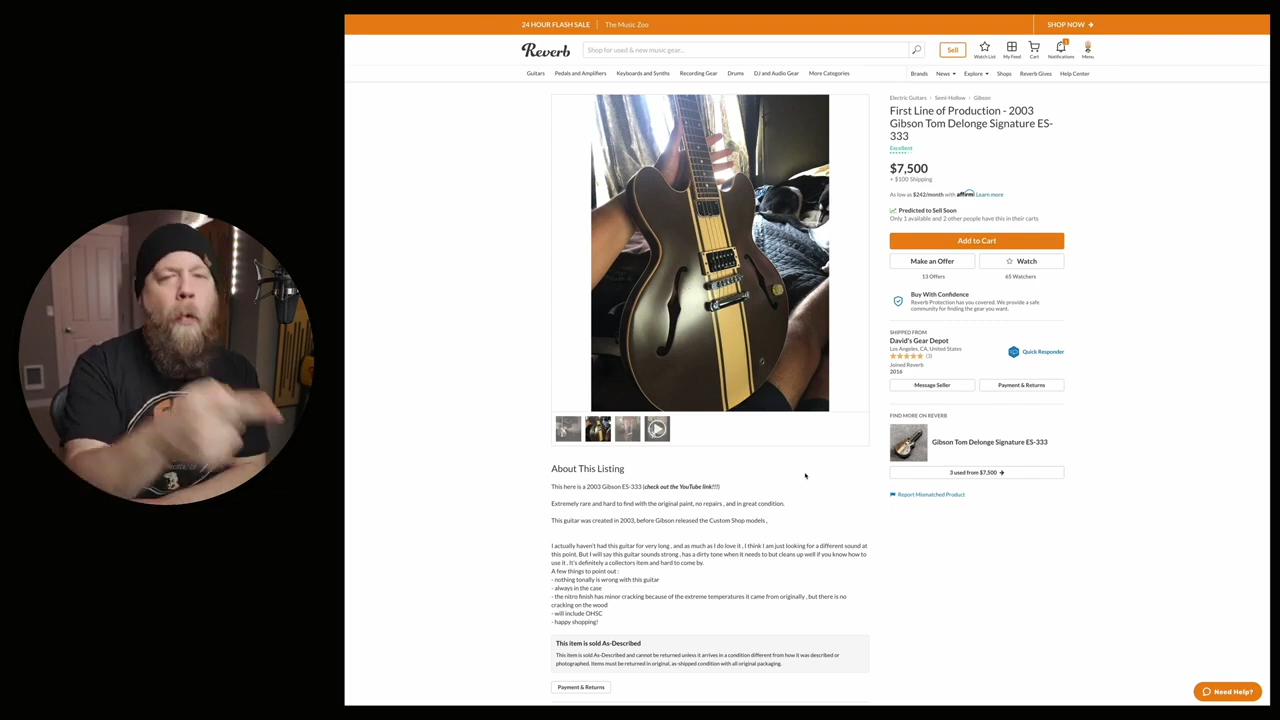 24 HOUR FLASH SALE The Music Zoo SHOP NOW →
Reverb Shop for used & new music gear... Sell Watch List My Feed Cart 1 Notifications Menu
Guitars Pedals and Amplifiers Keyboards and Synths Recording Gear Drums DJ and Audio Gear More Categories Brands News Explore Shops Reverb Gives Help Center
Electric Guitars › Semi-Hollow › Gibson
First Line of Production - 2003
Gibson Tom Delonge Signature ES-
333
Excellent
$7,500
+ $100 Shipping
As low as $242/month with affirm Learn more
Predicted to Sell Soon
Only 1 available and 2 other people have this in their carts
Add to Cart
Make an Offer Watch
13 Offers 65 Watchers
Buy With Confidence
Reverb Protection has you covered. We provide a safe
community for finding the gear you want.
SHIPPED FROM
David's Gear Depot
Los Angeles, CA, United States
(3)
Quick Responder
Joined Reverb
2016
Message Seller Payment & Returns
FIND MORE ON REVERB
Gibson Tom Delonge Signature ES-333
3 used from $7,500 →
Report Mismatched Product
About This Listing
This here is a 2003 Gibson ES-333 (check out the YouTube link!!!)
Extremely rare and hard to find with the original paint, no repairs , and in great condition.
This guitar was created in 2003, before Gibson released the Custom Shop models ,
I actually haven't had this guitar for very long , and as much as I do love it , I think I am just looking for a different sound at
this point. But I will say this guitar sounds strong , has a dirty tone when it needs to but cleans up well if you know how to
use it . It's definitely a collectors item and hard to come by.
A few things to point out :
- nothing tonally is wrong with this guitar
- always in the case
- the nitro finish has minor cracking because of the extreme temperatures it came from originally , but there is no
cracking on the wood
- will include OHSC
- happy shopping!
This item is sold As-Described
This item is sold As-Described and cannot be returned unless it arrives in a condition different from how it was described or
photographed. Items must be returned in original, as-shipped condition with all original packaging.
Payment & Returns
Need Help?